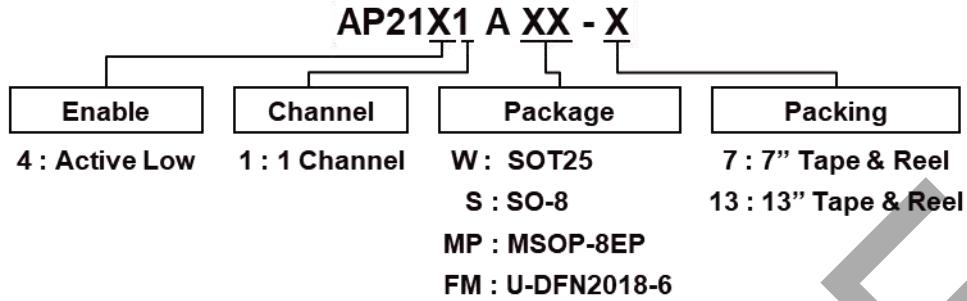 AP21X1 A XX - X
Enable Channel Package Packing
4 : Active Low 1 : 1 Channel W : SOT25 7 : 7” Tape & Reel
S : SO-8 13 : 13” Tape & Reel
MP : MSOP-8EP
FM : U-DFN2018-6